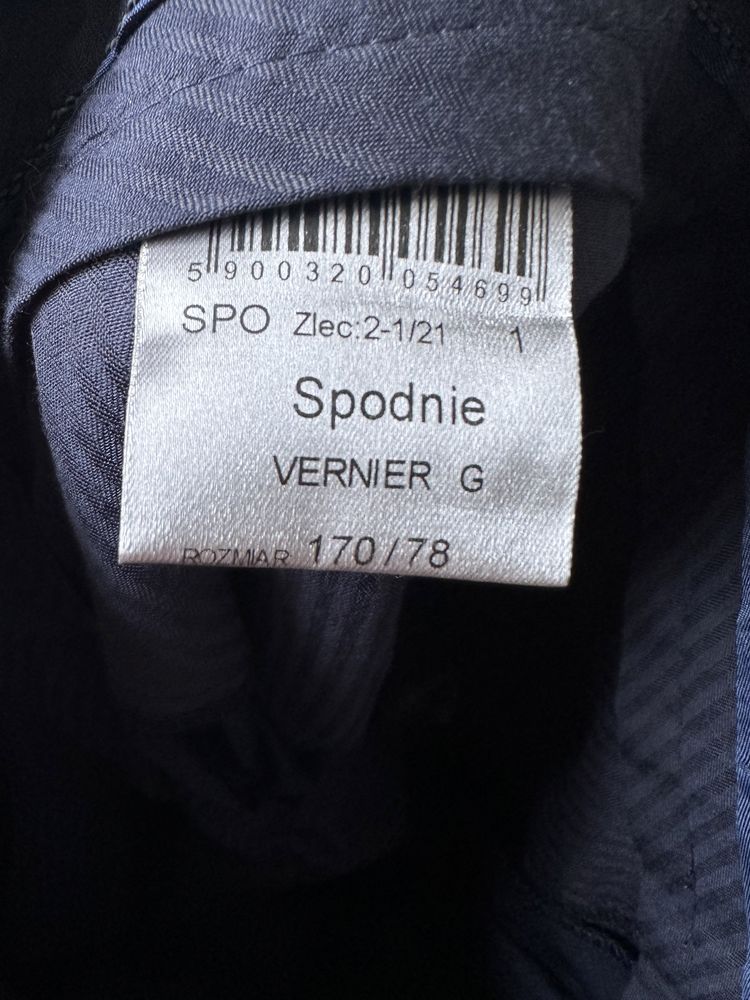 5 900320 054699
SPO Zlec:2-1/21 1
Spodnie
VERNIER G
ROZMIAR 170/78